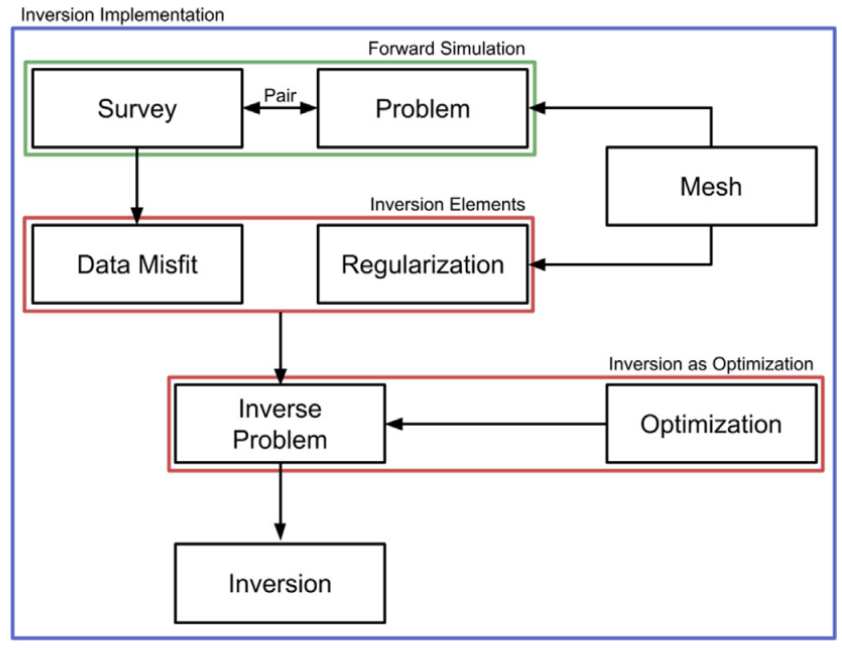 Inversion Implementation
Forward Simulation
Survey
Pair
Problem
Mesh
Inversion Elements
Data Misfit
Regularization
Inversion as Optimization
Inverse
Problem
Optimization
Inversion